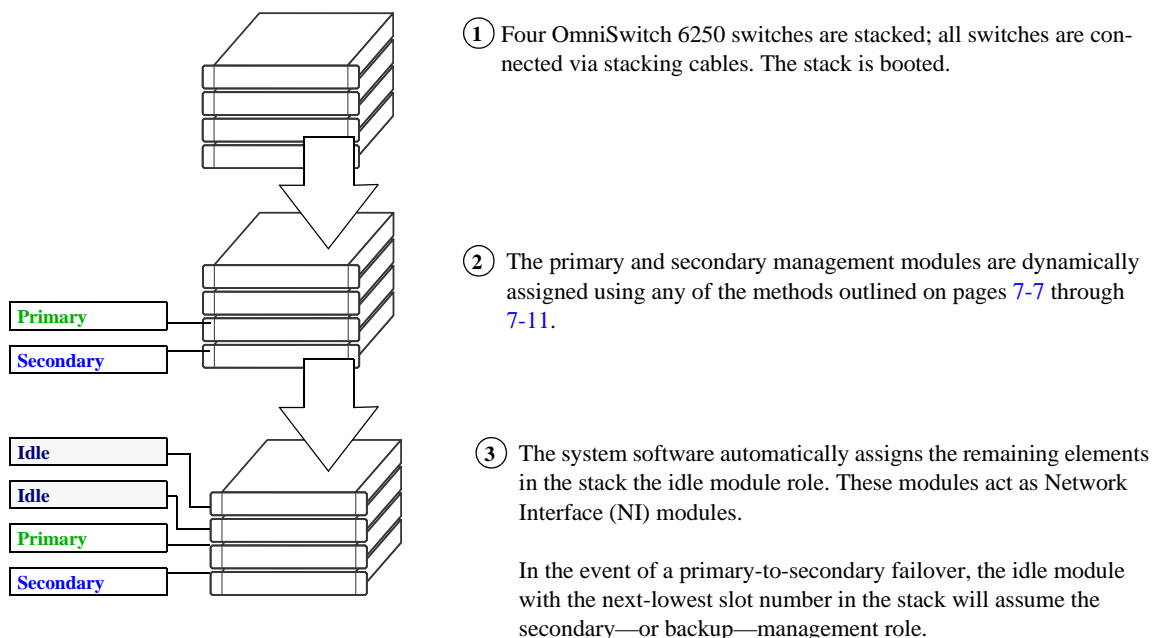 1 Four OmniSwitch 6250 switches are stacked; all switches are con-
nected via stacking cables. The stack is booted.
2 The primary and secondary management modules are dynamically
assigned using any of the methods outlined on pages 7-7 through
7-11.
Primary
Secondary
Idle
Idle
Primary
Secondary
3 The system software automatically assigns the remaining elements
in the stack the idle module role. These modules act as Network
Interface (NI) modules.
In the event of a primary-to-secondary failover, the idle module
with the next-lowest slot number in the stack will assume the
secondary—or backup—management role.